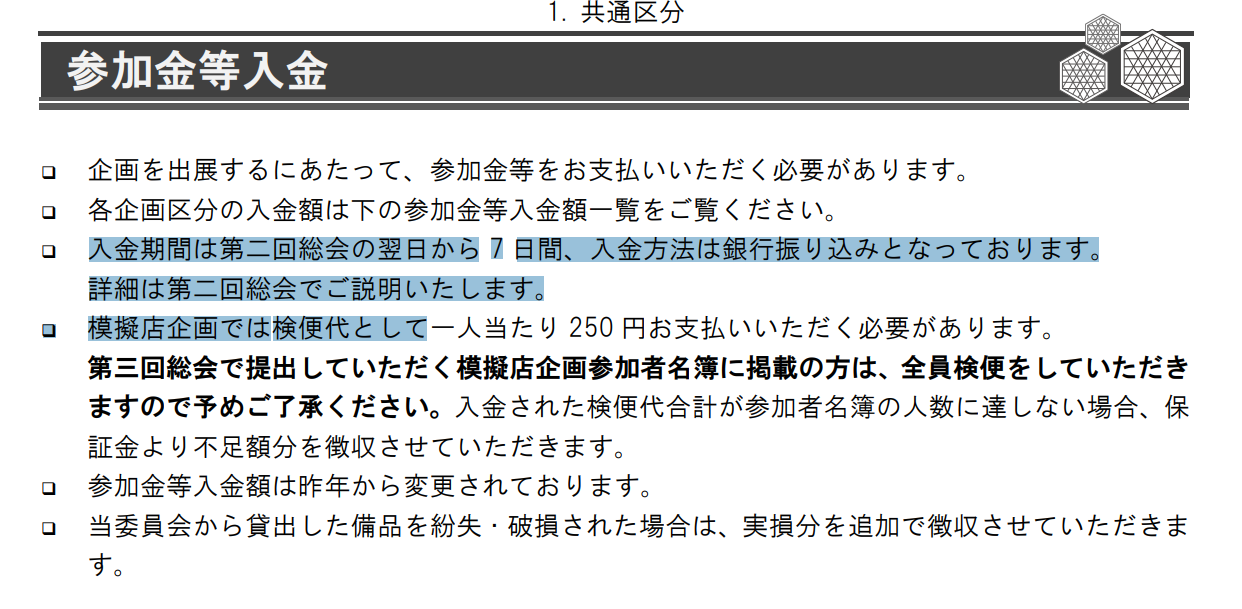 1. 共通区分
参加金等入金
❑ 企画を出展するにあたって、参加金等をお支払いいただく必要があります。
❑ 各企画区分の入金額は下の参加金等入金額一覧をご覧ください。
❑ 入金期間は第二回総会の翌日から 7 日間、入金方法は銀行振り込みとなっております。
詳細は第二回総会でご説明いたします。
❑ 模擬店企画では検便代として一人当たり 250 円お支払いいただく必要があります。
第三回総会で提出していただく模擬店企画参加者名簿に掲載の方は、全員検便をしていただき
ますので予めご了承ください。入金された検便代合計が参加者名簿の人数に達しない場合、保
証金より不足額分を徴収させていただきます。
❑ 参加金等入金額は昨年から変更されております。
❑ 当委員会から貸出した備品を紛失・破損された場合は、実損分を追加で徴収させていただきま
す。